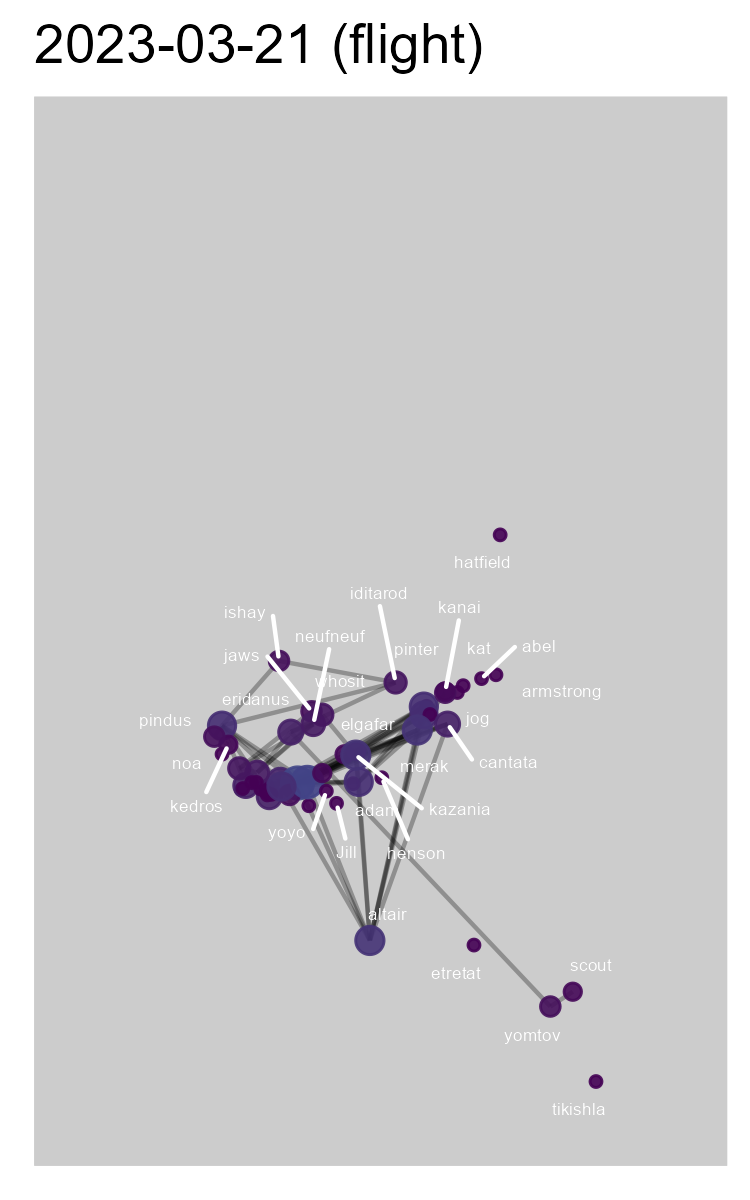 2023-03-21 (flight)
hatfield
iditarod
kanai
ishay
neufneuf
jaws
pinter
kat
abel
whosit
armstrong
eridanus
pindus
elgafar
jog
noa
merak
cantata
kedros
adam
kazania
yoyo
Jill
henson
altair
etretat
scout
yomtov
tikishla